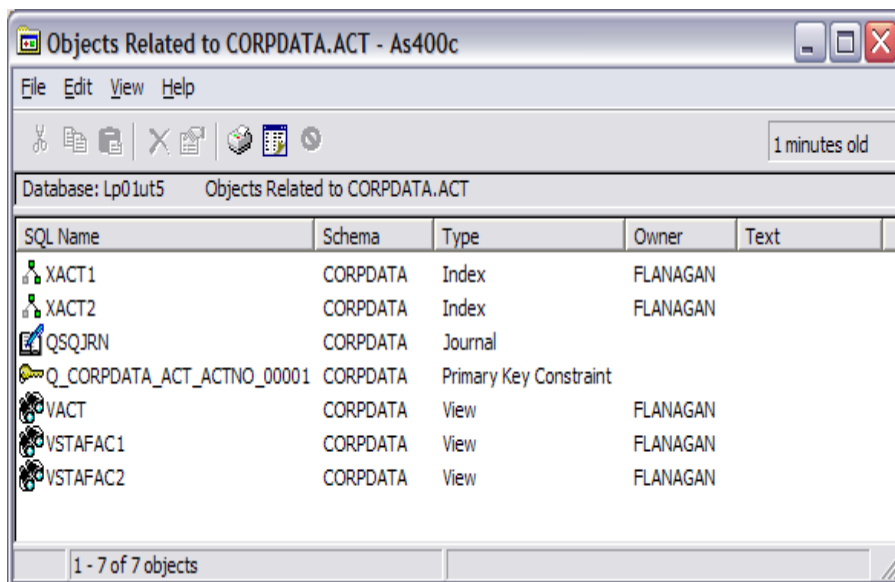 Objects Related to CORPDATA.ACT - As400c
File Edit View Help
1 minutes old
Database: Lp01ut5 Objects Related to CORPDATA.ACT
SQL Name Schema Type Owner Text
XACT1 CORPDATA Index FLANAGAN
XACT2 CORPDATA Index FLANAGAN
QSQJRN CORPDATA Journal
Q_CORPDATA_ACT_ACTNO_00001 CORPDATA Primary Key Constraint
VACT CORPDATA View FLANAGAN
VSTAFAC1 CORPDATA View FLANAGAN
VSTAFAC2 CORPDATA View FLANAGAN
1 - 7 of 7 objects